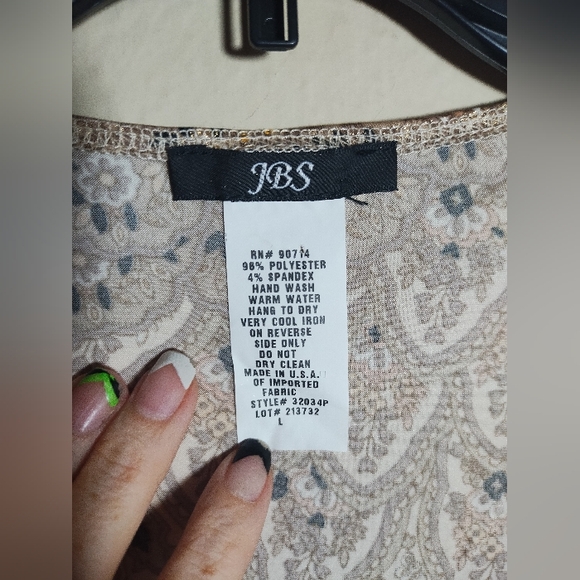 JBS
RN# 90714
96% POLYESTER
4% SPANDEX
HAND WASH
WARM WATER
HANG TO DRY
VERY COOL IRON
ON REVERSE
SIDE ONLY
DO NOT
DRY CLEAN
MADE IN U.S.A.
OF IMPORTED
FABRIC
STYLE# 32034P
LOT# 213732
L